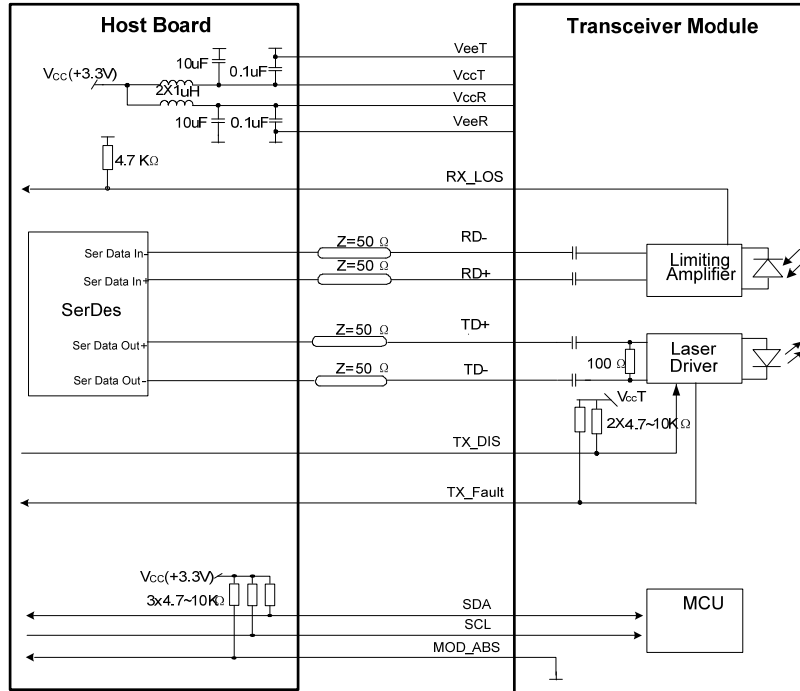 Host Board
Transceiver Module
VeeT
10uF
0.1uF
Vcc(+3.3V)
VccT
2X1uH
VccR
10uF
0.1uF
VeeR
4.7 KΩ
RX_LOS
Z=50 Ω
RD-
Ser Data In-
Z=50 Ω
Limiting
Amplifier
RD+
Ser Data In+
SerDes
Z=50 Ω
TD+
Ser Data Out+
Laser
Driver
100 Ω
Z=50 Ω
TD-
Ser Data Out-
VccT
2X4.7~10KΩ
TX_DIS
TX_Fault
Vcc(+3.3V)
3x4.7~10KΩ
SDA
MCU
SCL
MOD_ABS